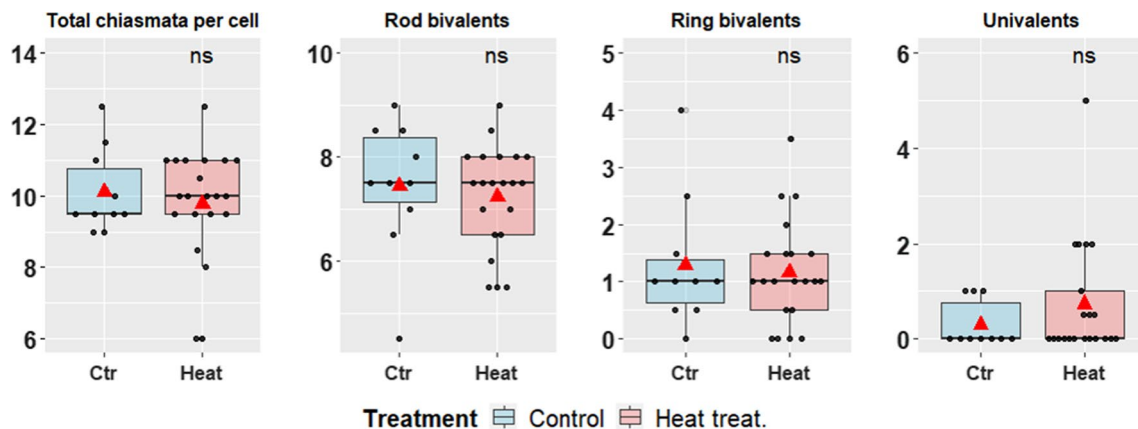 Total chiasmata per cell
Rod bivalents
Ring bivalents
Univalents
14
12
10
8
6
ns
Ctr
Heat
10
8
6
ns
Ctr
Heat
5
4
3
2
1
0
ns
Ctr
Heat
6
4
2
0
ns
Ctr
Heat
Treatment Control Heat treat.